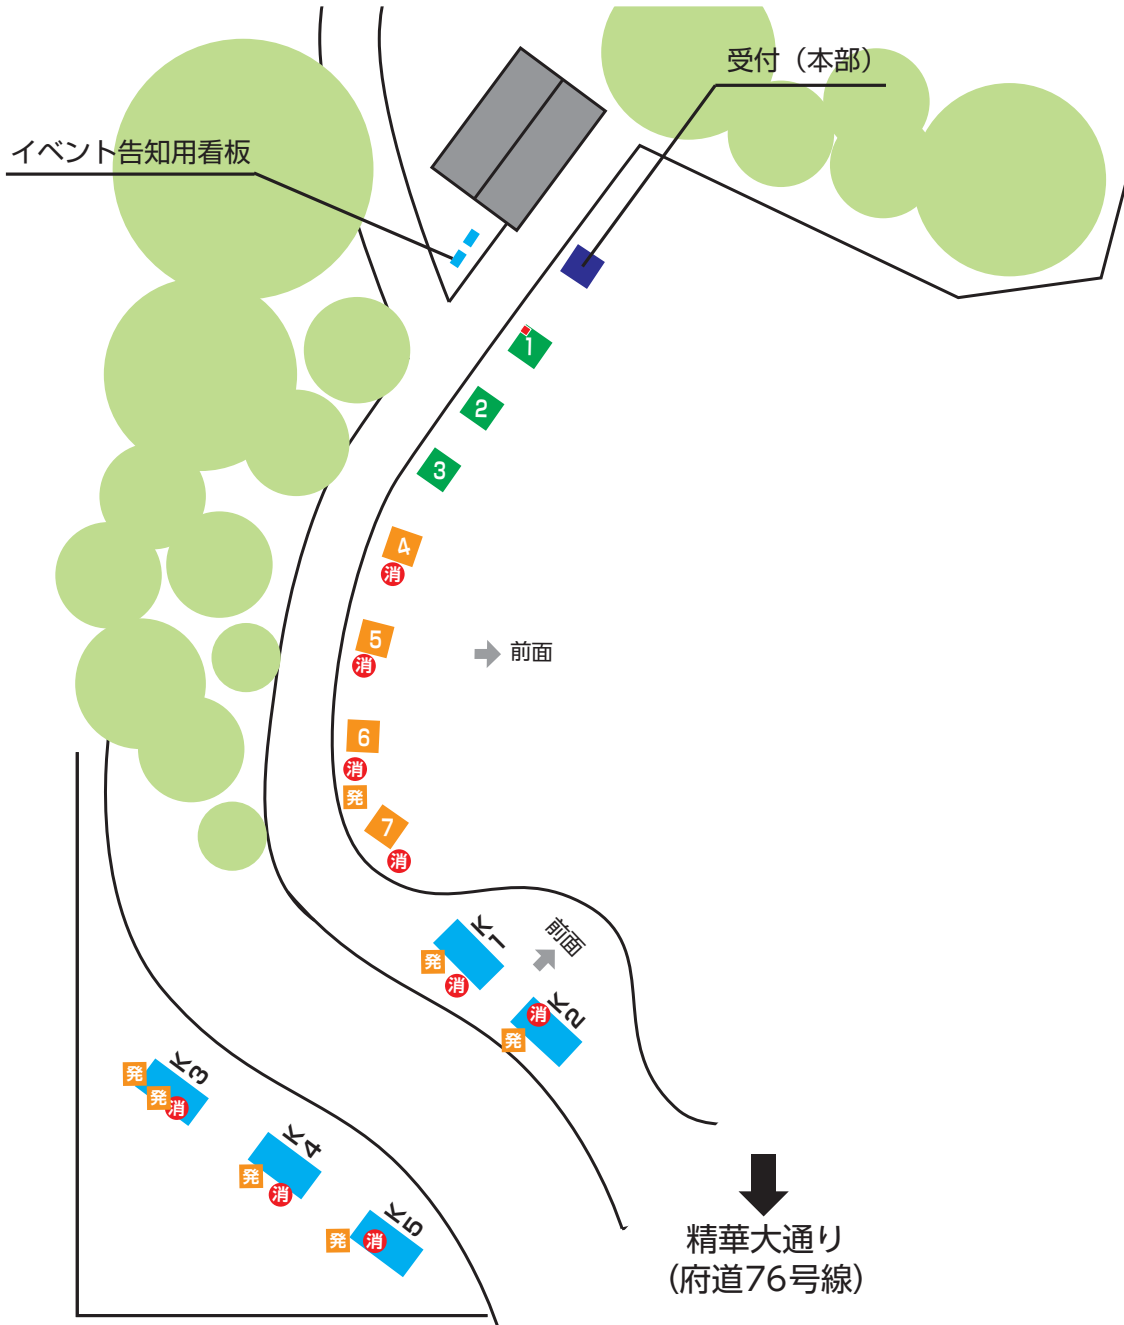 受付（本部）
イベント告知用看板
1
2
3
4
消
5
消
前面
6
消
発
7
消
K1
前面
発
消
K2
消
発
K3
発
発
消
K4
発
消
K5
発
消
精華大通り
(府道76号線)